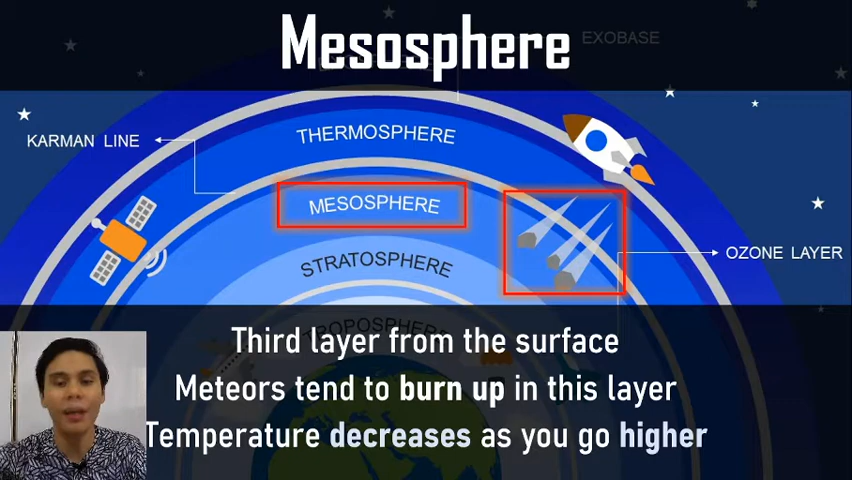 Mesosphere
EXOBASE
THERMOSPHERE
KARMAN LINE
MESOSPHERE
OZONE LAYER
STRATOSPHERE
TROPOSPHERE
Third layer from the surface
Meteors tend to burn up in this layer
Temperature decreases as you go higher